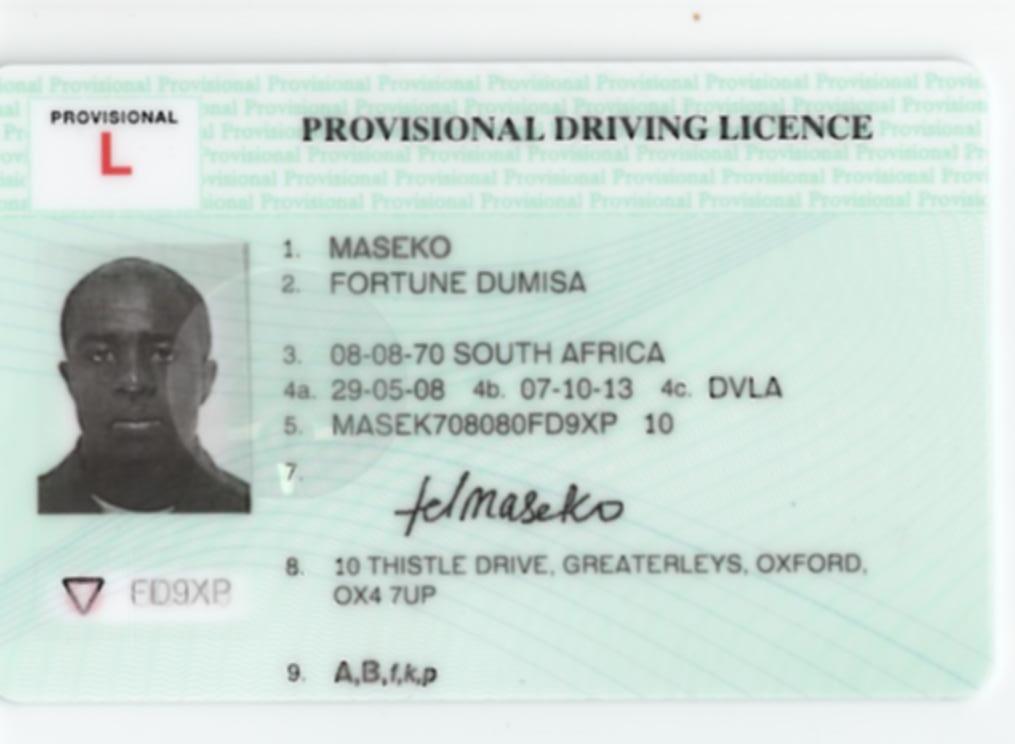 Provisional Provisional Provisional Provisional Provisional Provisional Provisional Provisional
PROVISIONAL
L
PROVISIONAL DRIVING LICENCE
1. MASEKO
2. FORTUNE DUMISA
3. 08-08-70 SOUTH AFRICA
4a. 29-05-08 4b. 07-10-13 4c. DVLA
5. MASEK708080FD9XP 10
7.
8. 10 THISTLE DRIVE, GREATERLEYS, OXFORD,
OX4 7UP
FD9XP
9. A,B,f,k,p